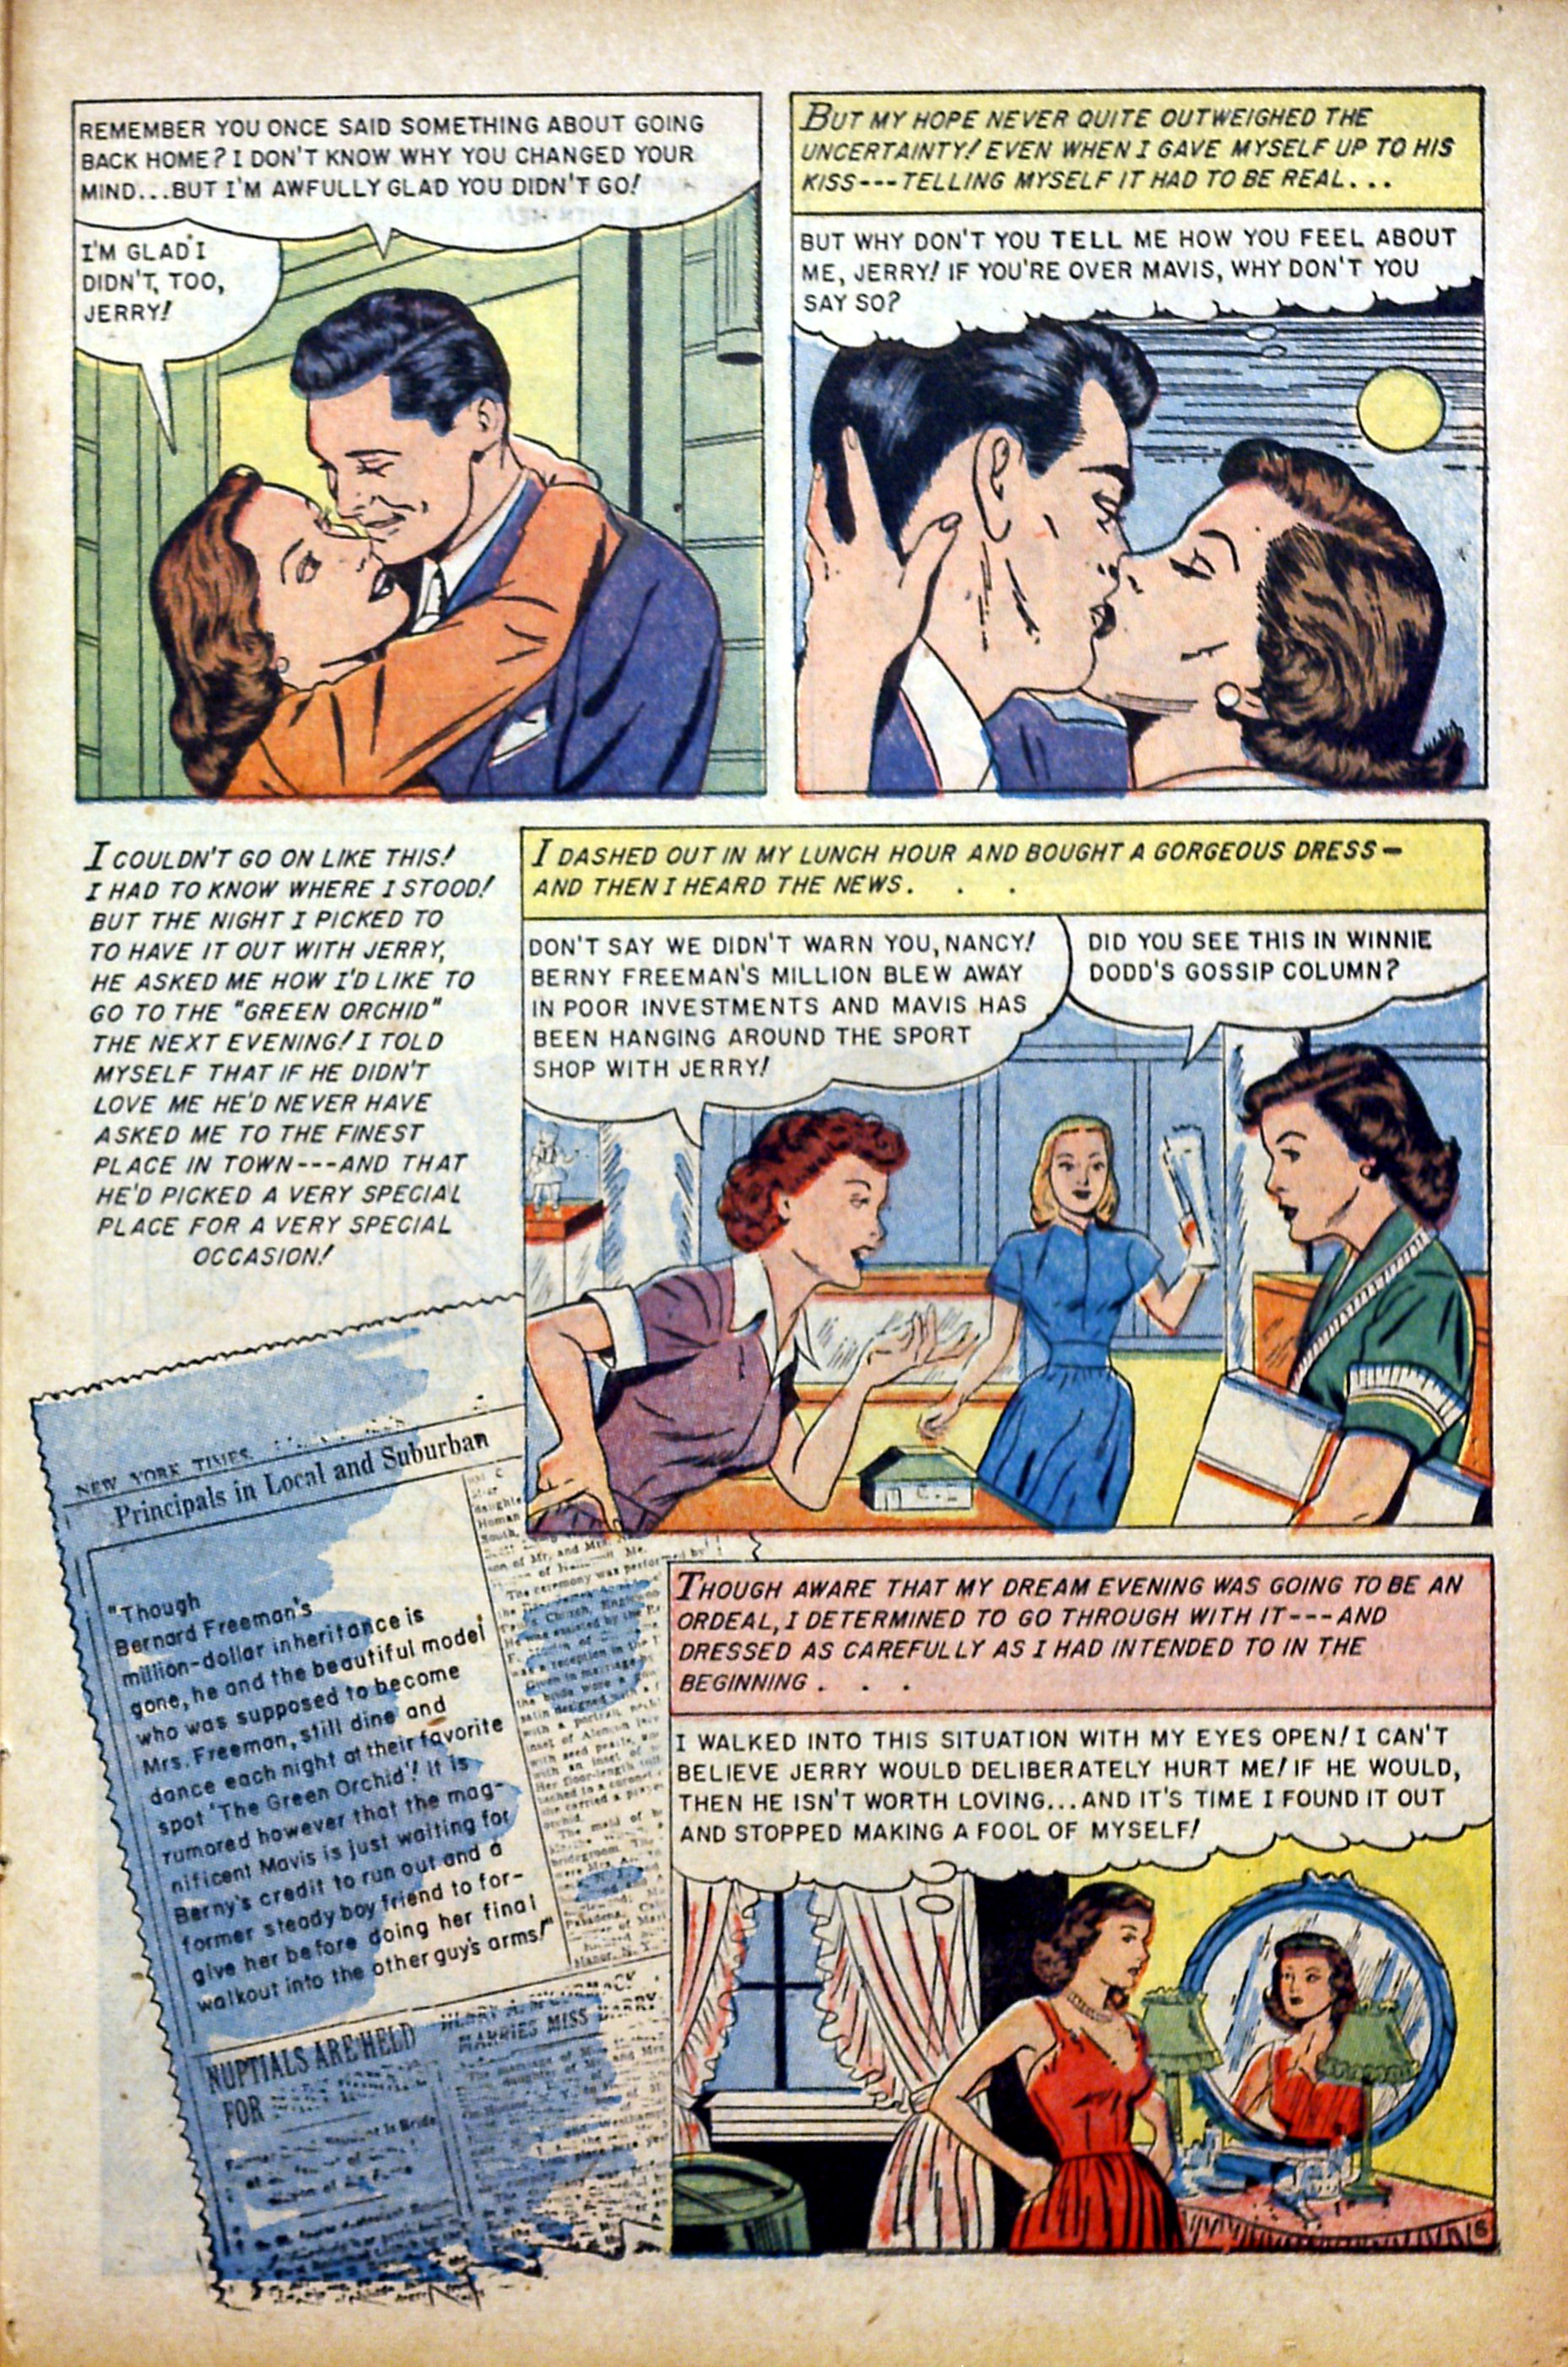 REMEMBER YOU ONCE SAID SOMETHING ABOUT GOING
BACK HOME? I DON'T KNOW WHY YOU CHANGED YOUR
MIND...BUT I'M AWFULLY GLAD YOU DIDN'T GO!
I'M GLAD I
DIDN'T, TOO,
JERRY!
BUT MY HOPE NEVER QUITE OUTWEIGHED THE
UNCERTAINTY! EVEN WHEN I GAVE MYSELF UP TO HIS
KISS---TELLING MYSELF IT HAD TO BE REAL...
BUT WHY DON'T YOU TELL ME HOW YOU FEEL ABOUT
ME, JERRY! IF YOU'RE OVER MAVIS, WHY DON'T YOU
SAY SO?
I COULDN'T GO ON LIKE THIS!
I HAD TO KNOW WHERE I STOOD!
BUT THE NIGHT I PICKED TO
TO HAVE IT OUT WITH JERRY,
HE ASKED ME HOW I'D LIKE TO
GO TO THE "GREEN ORCHID"
THE NEXT EVENING! I TOLD
MYSELF THAT IF HE DIDN'T
LOVE ME HE'D NEVER HAVE
ASKED ME TO THE FINEST
PLACE IN TOWN---AND THAT
HE'D PICKED A VERY SPECIAL
PLACE FOR A VERY SPECIAL
OCCASION!
I DASHED OUT IN MY LUNCH HOUR AND BOUGHT A GORGEOUS DRESS—
AND THEN I HEARD THE NEWS. . .
DON'T SAY WE DIDN'T WARN YOU, NANCY!
BERNY FREEMAN'S MILLION BLEW AWAY
IN POOR INVESTMENTS AND MAVIS HAS
BEEN HANGING AROUND THE SPORT
SHOP WITH JERRY!
DID YOU SEE THIS IN WINNIE
DODD'S GOSSIP COLUMN?
NEW YORK TIMES
Principals in Local and Suburban
"Though
Bernard Freeman's
million-dollar inheritance is
gone, he and the beautiful model
who was supposed to become
Mrs. Freeman, still dine and
dance each night at their favorite
spot 'The Green Orchid'! It is
rumored however that the mag-
nificent Mavis is just waiting for
Berny's credit to run out and a
former steady boy friend to for-
give her before doing her final
walkout into the other guy's arms!"
The ceremony was performed by
NUPTIALS ARE HELD
FOR
MARRIES MISS
THOUGH AWARE THAT MY DREAM EVENING WAS GOING TO BE AN
ORDEAL, I DETERMINED TO GO THROUGH WITH IT---AND
DRESSED AS CAREFULLY AS I HAD INTENDED TO IN THE
BEGINNING . . .
I WALKED INTO THIS SITUATION WITH MY EYES OPEN! I CAN'T
BELIEVE JERRY WOULD DELIBERATELY HURT ME! IF HE WOULD,
THEN HE ISN'T WORTH LOVING...AND IT'S TIME I FOUND IT OUT
AND STOPPED MAKING A FOOL OF MYSELF!
6